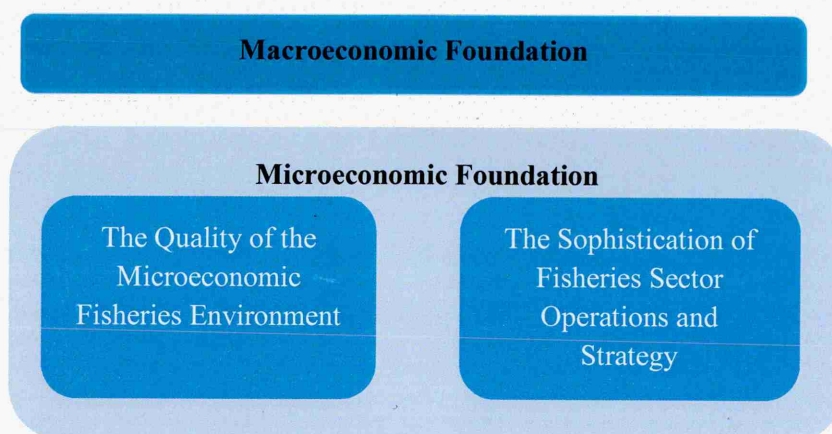 Macroeconomic Foundation
Microeconomic Foundation
The Quality of the
Microeconomic
Fisheries Environment
The Sophistication of
Fisheries Sector
Operations and
Strategy